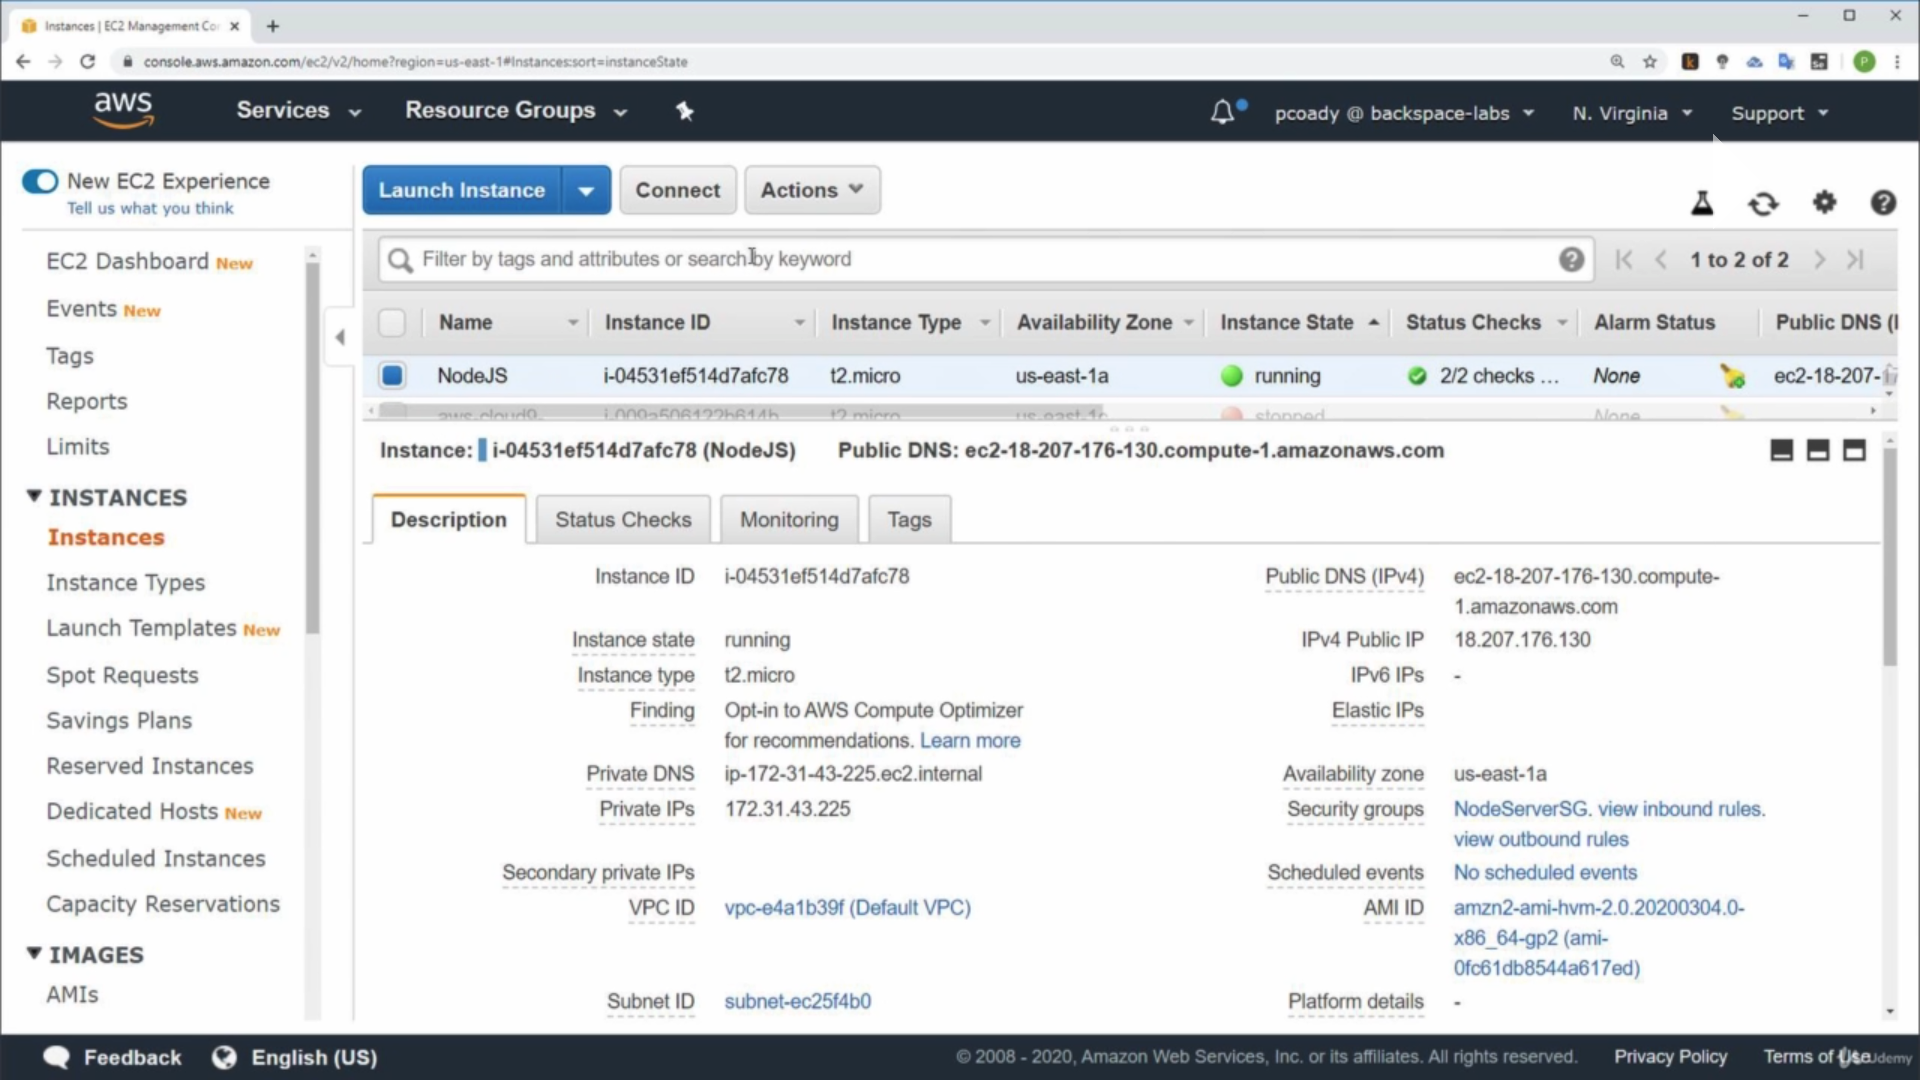 Instances | EC2 Management Co
console.aws.amazon.com/ec2/v2/home?region=us-east-1#Instances:sort=instanceState
P
aws Services Resource Groups pcoady @ backspace-labs N. Virginia Support
New EC2 Experience
Tell us what you think
EC2 Dashboard New
Events New
Tags
Reports
Limits
INSTANCES
Instances
Instance Types
Launch Templates New
Spot Requests
Savings Plans
Reserved Instances
Dedicated Hosts New
Scheduled Instances
Capacity Reservations
IMAGES
AMIs
Launch Instance Connect Actions
Filter by tags and attributes or search by keyword 1 to 2 of 2
Name Instance ID Instance Type Availability Zone Instance State Status Checks Alarm Status Public DNS (I
NodeJS i-04531ef514d7afc78 t2.micro us-east-1a running 2/2 checks ... None ec2-18-207-
aws-cloud9- i-009a506122b614b t2.micro us-east-1c stopped None
Instance: i-04531ef514d7afc78 (NodeJS) Public DNS: ec2-18-207-176-130.compute-1.amazonaws.com
Description Status Checks Monitoring Tags
Instance ID i-04531ef514d7afc78
Instance state running
Instance type t2.micro
Finding Opt-in to AWS Compute Optimizer
for recommendations. Learn more
Private DNS ip-172-31-43-225.ec2.internal
Private IPs 172.31.43.225
Secondary private IPs
VPC ID vpc-e4a1b39f (Default VPC)
Subnet ID subnet-ec25f4b0
Public DNS (IPv4) ec2-18-207-176-130.compute-
1.amazonaws.com
IPv4 Public IP 18.207.176.130
IPv6 IPs -
Elastic IPs
Availability zone us-east-1a
Security groups NodeServerSG. view inbound rules.
view outbound rules
Scheduled events No scheduled events
AMI ID amzn2-ami-hvm-2.0.20200304.0-
x86_64-gp2 (ami-
0fc61db8544a617ed)
Platform details -
Feedback English (US) © 2008 - 2020, Amazon Web Services, Inc. or its affiliates. All rights reserved. Privacy Policy Terms of Use
Udemy